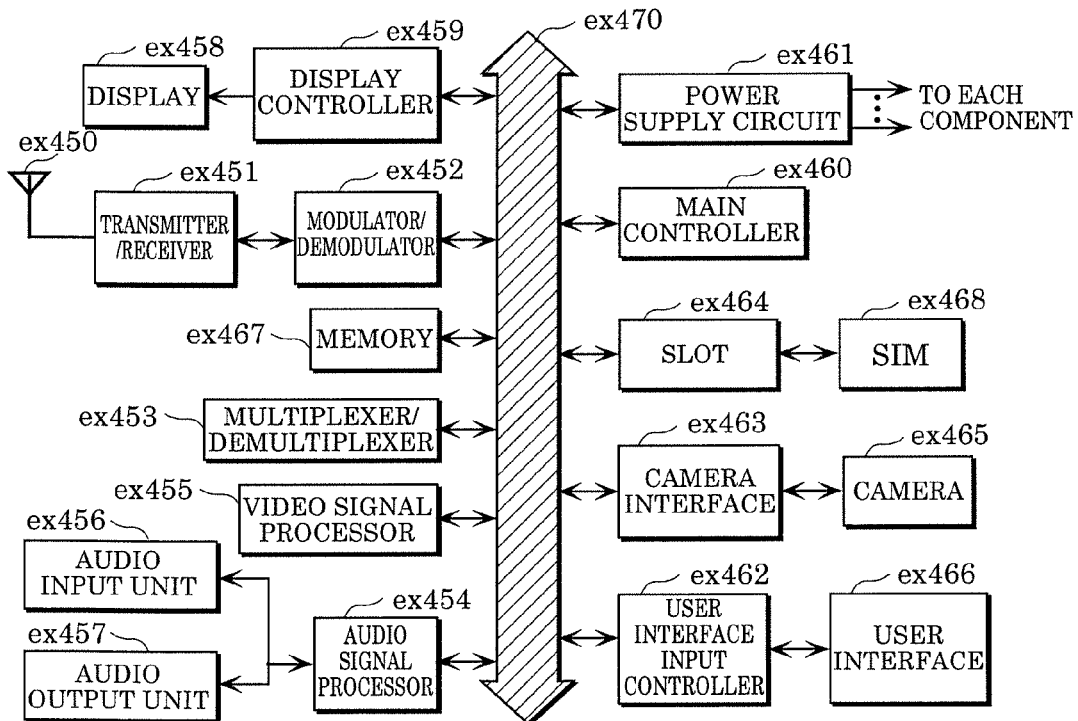 ex470
ex459
ex458
DISPLAY
DISPLAY
CONTROLLER
ex461
POWER
SUPPLY CIRCUIT
TO EACH
COMPONENT
ex450
ex451
TRANSMITTER
/RECEIVER
ex452
MODULATOR/
DEMODULATOR
ex460
MAIN
CONTROLLER
ex467
MEMORY
ex464
SLOT
ex468
SIM
ex453
MULTIPLEXER/
DEMULTIPLEXER
ex463
CAMERA
INTERFACE
ex465
CAMERA
ex455
VIDEO SIGNAL
PROCESSOR
ex456
AUDIO
INPUT UNIT
ex457
AUDIO
OUTPUT UNIT
ex454
AUDIO
SIGNAL
PROCESSOR
ex462
USER
INTERFACE
INPUT
CONTROLLER
ex466
USER
INTERFACE